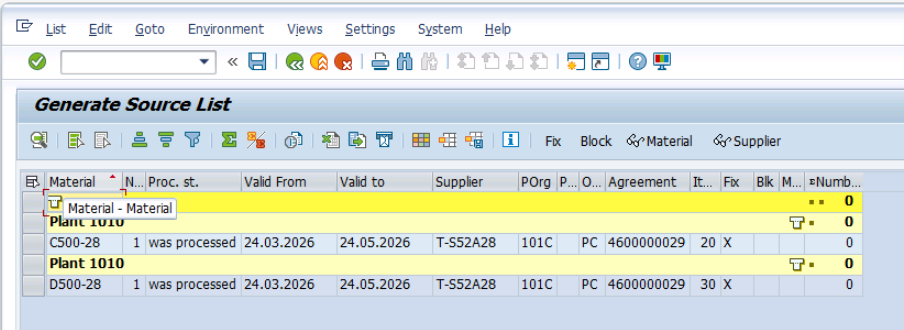 List Edit Goto Environment Views Settings System Help
Generate Source List
Fix Block Material Supplier
Material N... Proc. st. Valid From Valid to Supplier POrg P... O... Agreement It... Fix Blk M... Numb...
0
Material - Material
Plant 1010 0
C500-28 1 was processed 24.03.2026 24.05.2026 T-S52A28 101C PC 4600000029 20 X 0
Plant 1010 0
D500-28 1 was processed 24.03.2026 24.05.2026 T-S52A28 101C PC 4600000029 30 X 0